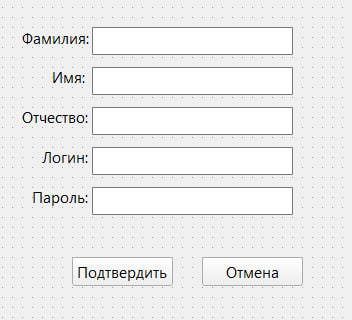 Фамилия:
Имя:
Отчество:
Логин:
Пароль:
Подтвердить Отмена